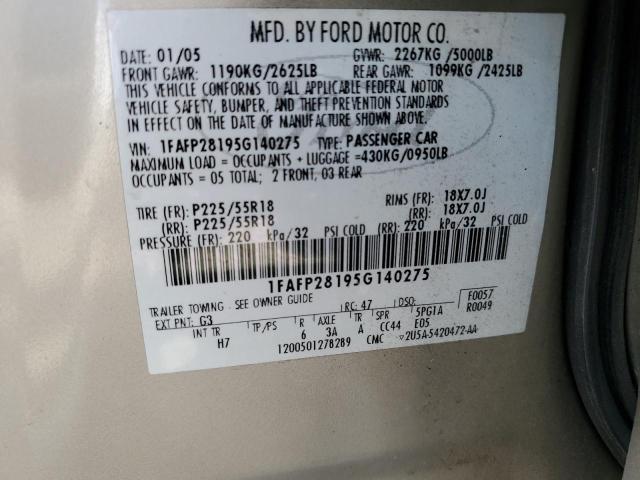 MFD. BY FORD MOTOR CO.
DATE: 01/05 GVWR: 2267KG /5000LB
FRONT GAWR: 1190KG/2625LB REAR GAWR: 1099KG /2425LB
THIS VEHICLE CONFORMS TO ALL APPLICABLE FEDERAL MOTOR
VEHICLE SAFETY, BUMPER, AND THEFT PREVENTION STANDARDS
IN EFFECT ON THE DATE OF MANUFACTURE SHOWN ABOVE.
VIN: 1FAFP28195G140275 TYPE: PASSENGER CAR
MAXIMUM LOAD = OCCUPANTS + LUGGAGE =430KG/0950LB
OCCUPANTS = 05 TOTAL; 2 FRONT, 03 REAR
TIRE (FR): P225/55R18 RIMS (FR): 18X7.0J
(RR): P225/55R18 (RR): 18X7.0J
PRESSURE (FR): 220 kPa/32 PSI COLD (RR): 220 kPa/32 PSI COLD
1FAFP28195G140275
TRAILER TOWING - SEE OWNER GUIDE RC: 47 DSO: F0057
EXT PNT: G3 R0049
INT TR TP/PS R AXLE TR SPR 5PG1A
H7 6 3A A CC44 E05
1200501278289 CMC ▽2U5A-5420472-AA